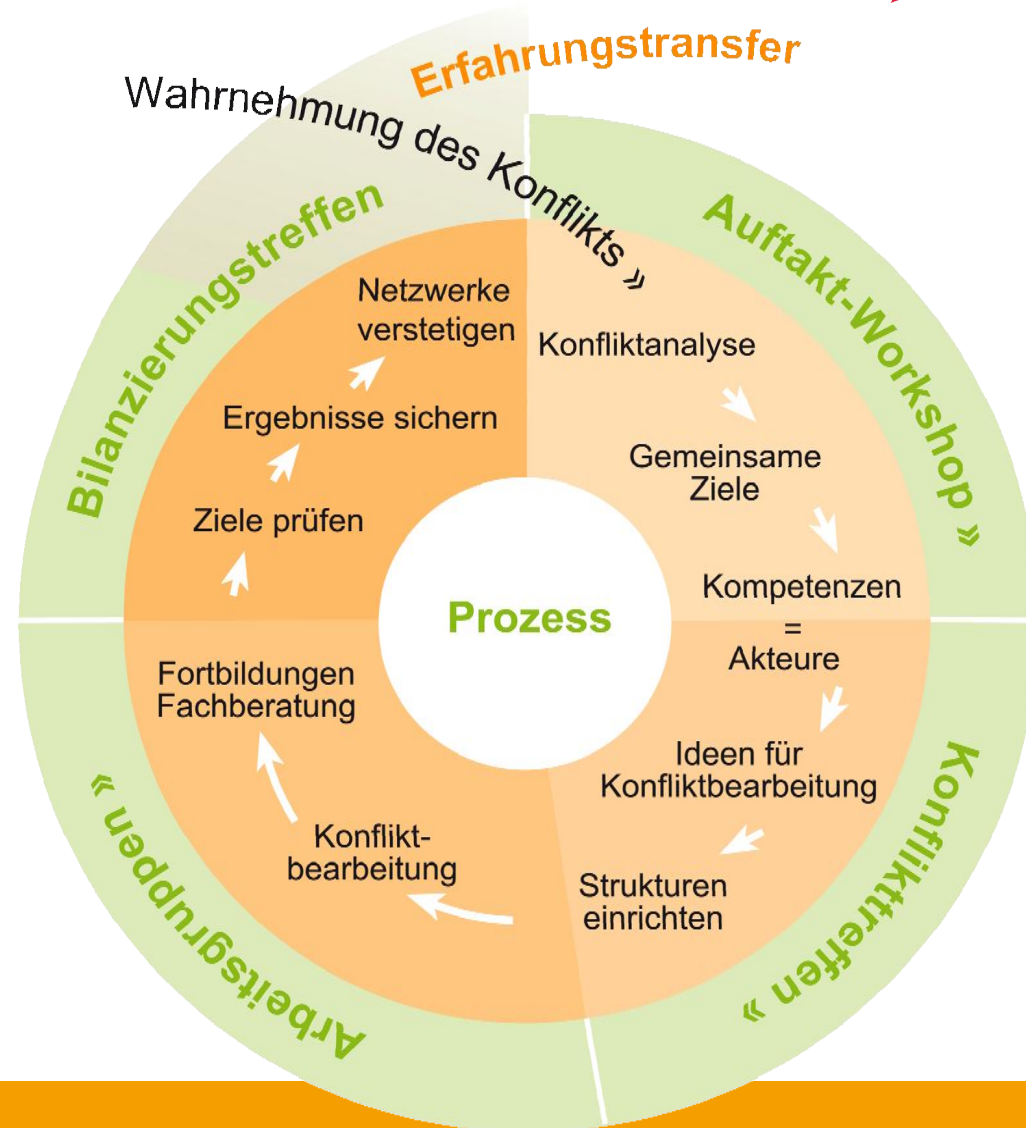 Erfahrungstransfer
Wahrnehmung des Konflikts »
Auftakt-Workshop »
Konfliktanalyse
Gemeinsame
Ziele
Kompetenzen
=
Akteure
Konflikttreffen »
«
Ideen für
Konfliktbearbeitung
Strukturen
einrichten
Arbeitsgruppen »
Konflikt-
bearbeitung
Fortbildungen
Fachberatung
Bilanzierungstreffen
Ziele prüfen
Ergebnisse sichern
Netzwerke
verstetigen
Prozess